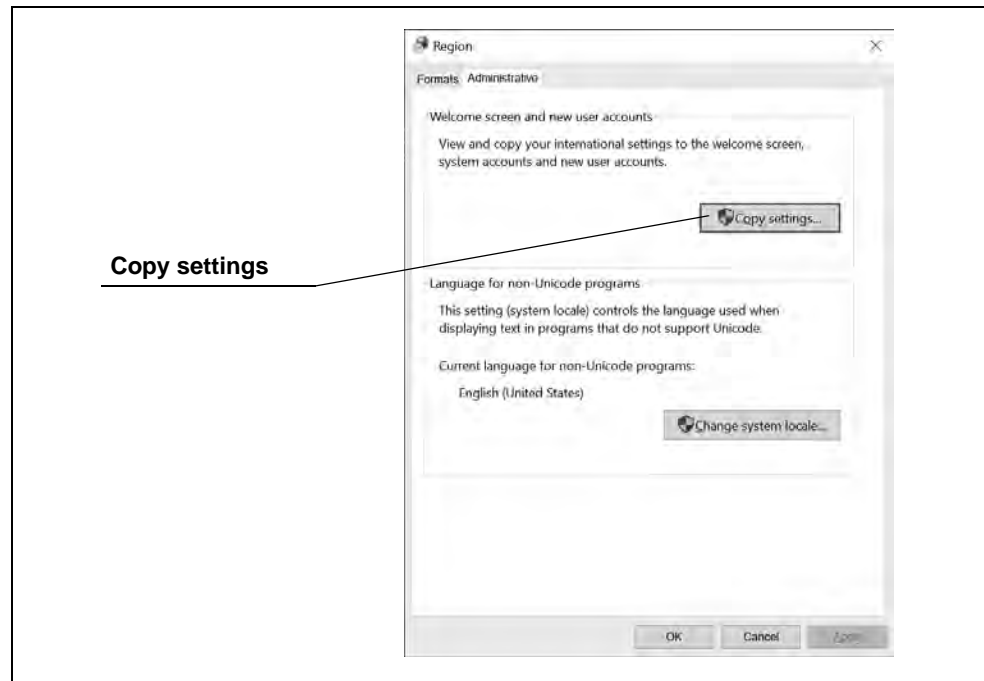 Region
Formats Administrative
Welcome screen and new user accounts
View and copy your international settings to the welcome screen,
system accounts and new user accounts.
Copy settings...
Copy settings
Language for non-Unicode programs
This setting (system locale) controls the language used when
displaying text in programs that do not support Unicode.
Current language for non-Unicode programs:
English (United States)
Change system locale...
OK Cancel Apply